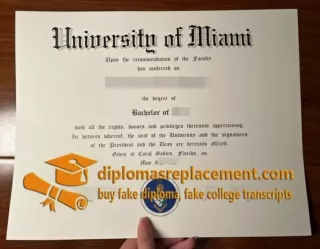 University of Miami
Upon the recommendation of the Faculty
has conferred on
the degree of
Bachelor of
with all the rights, honors and privileges thereunto appertaining.
In witness whereof, the seal of the University and the signatures
of the President and the Dean are hereunto affixed.
Given at Coral Gables, Florida, on
May
diplomasreplacement.com
buy fake diploms, fake college transcripts